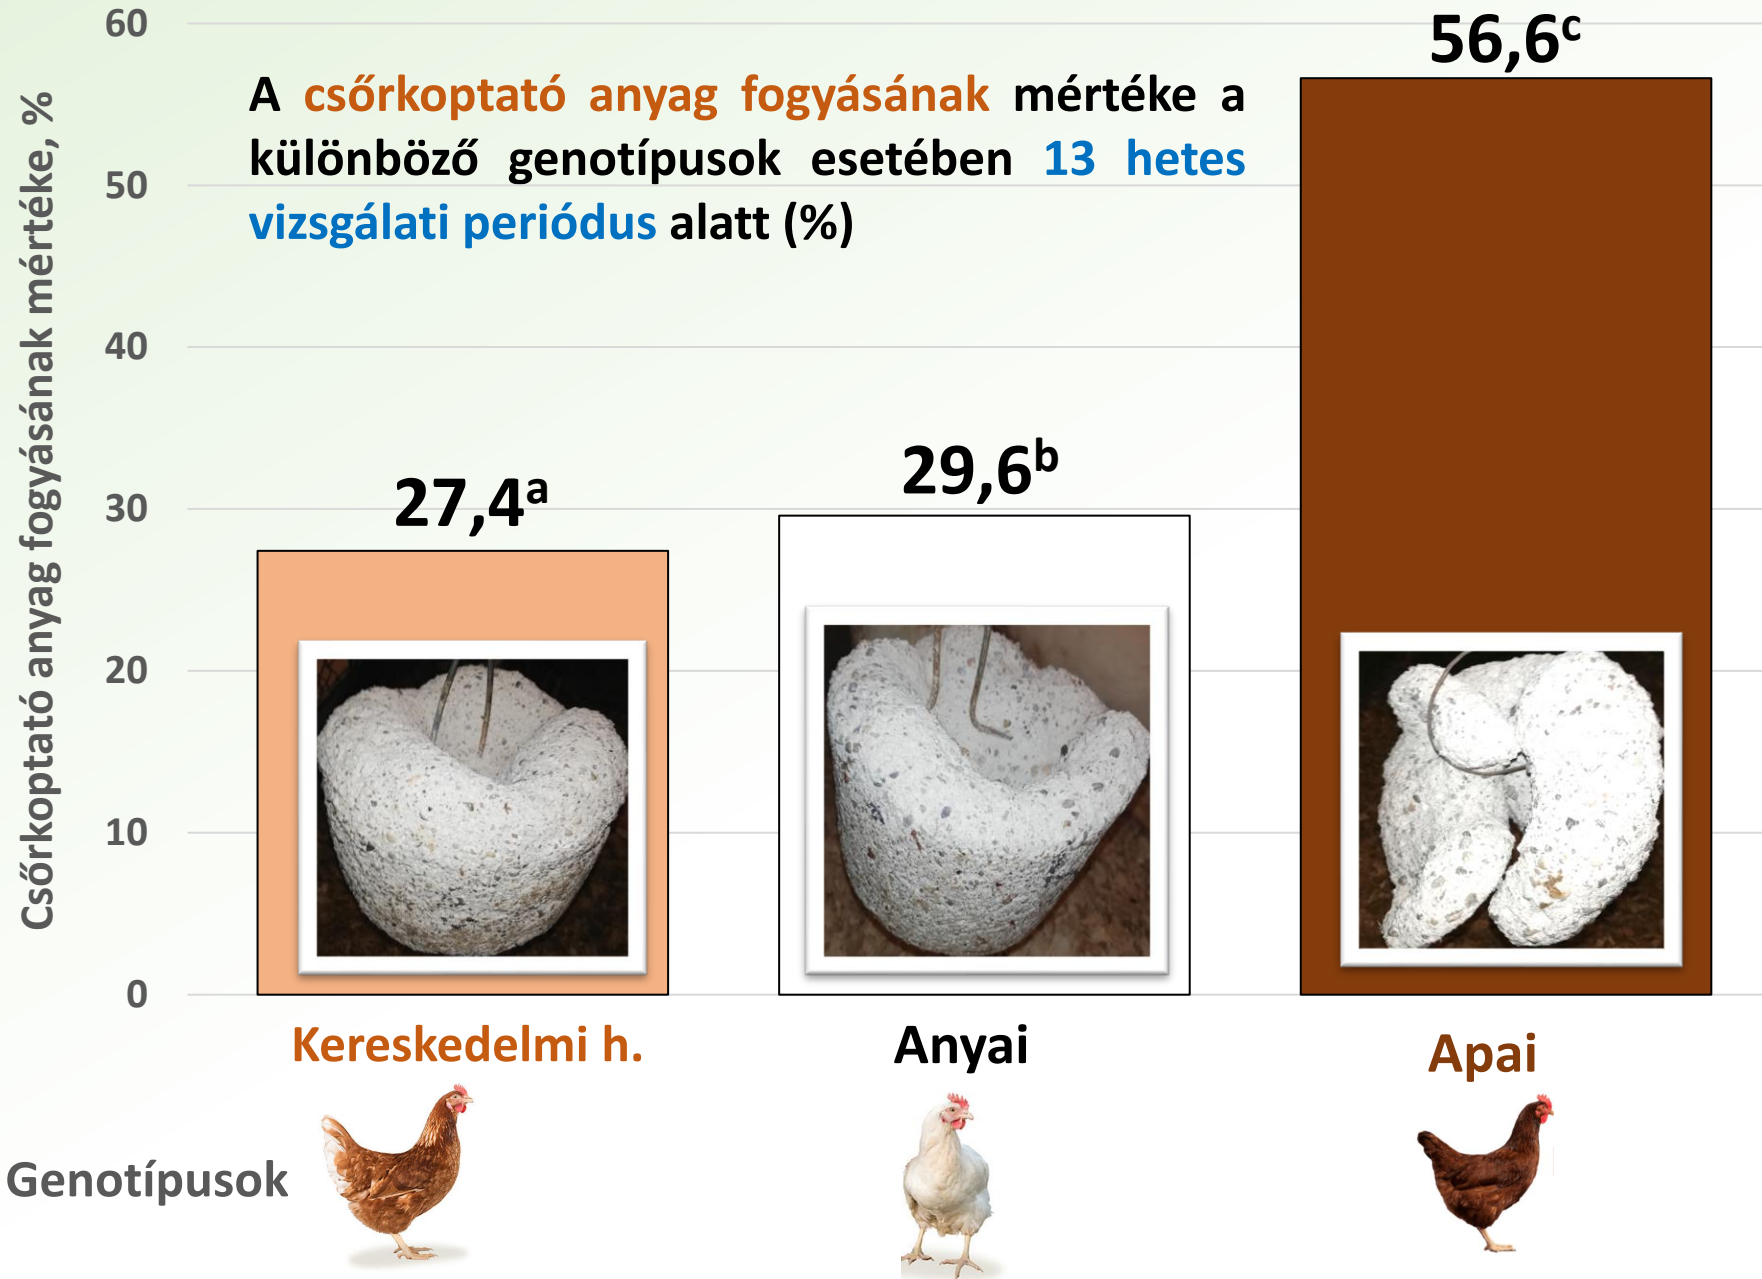 A csőrkoptató anyag fogyásának mértéke a
különböző genotípusok esetében 13 hetes
vizsgálati periódus alatt (%)
Csőrkoptató anyag fogyásának mértéke, %
60
50
40
30
20
10
0
27,4ᵃ
29,6ᵇ
56,6ᶜ
Kereskedelmi h.
Anyai
Apai
Genotípusok